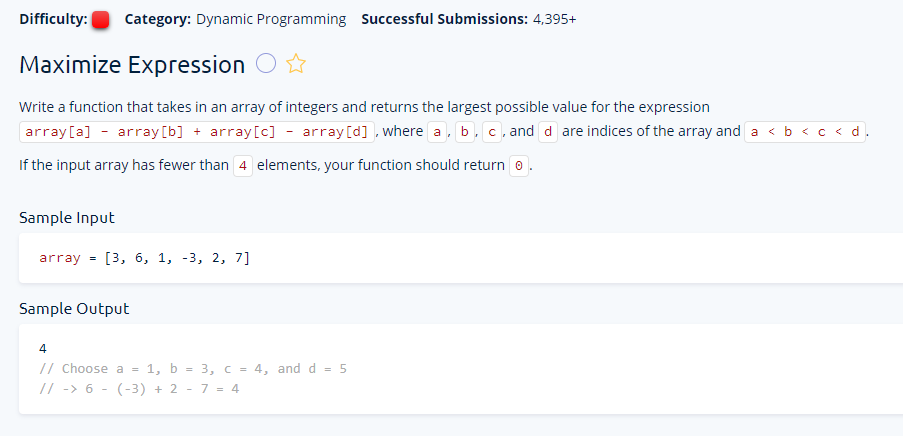 Difficulty: Category: Dynamic Programming Successful Submissions: 4,395+
Maximize Expression
Write a function that takes in an array of integers and returns the largest possible value for the expression
array[a] - array[b] + array[c] - array[d] , where a , b , c , and d are indices of the array and a < b < c < d .
If the input array has fewer than 4 elements, your function should return 0 .
Sample Input
array = [3, 6, 1, -3, 2, 7]
Sample Output
4
// Choose a = 1, b = 3, c = 4, and d = 5
// -> 6 - (-3) + 2 - 7 = 4